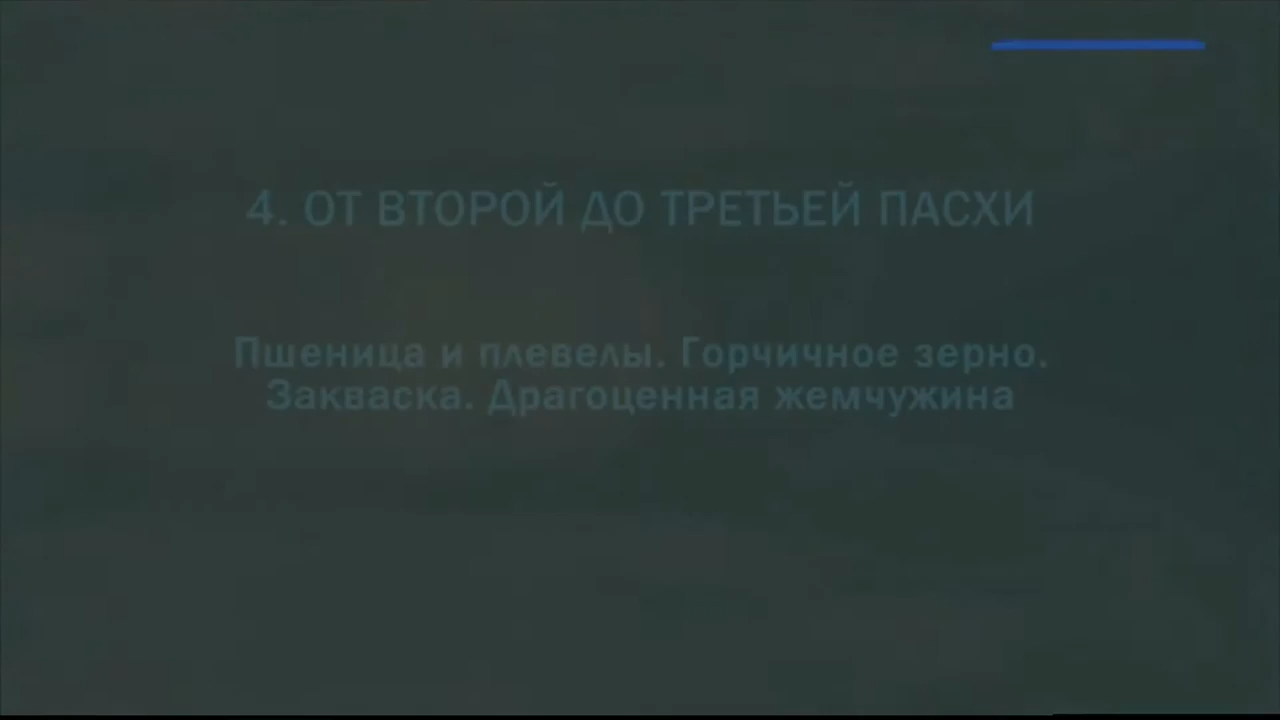 4. ОТ ВТОРОЙ ДО ТРЕТЬЕЙ ПАСХИ
Пшеница и плевелы. Горчичное зерно.
Закваска. Драгоценная жемчужина